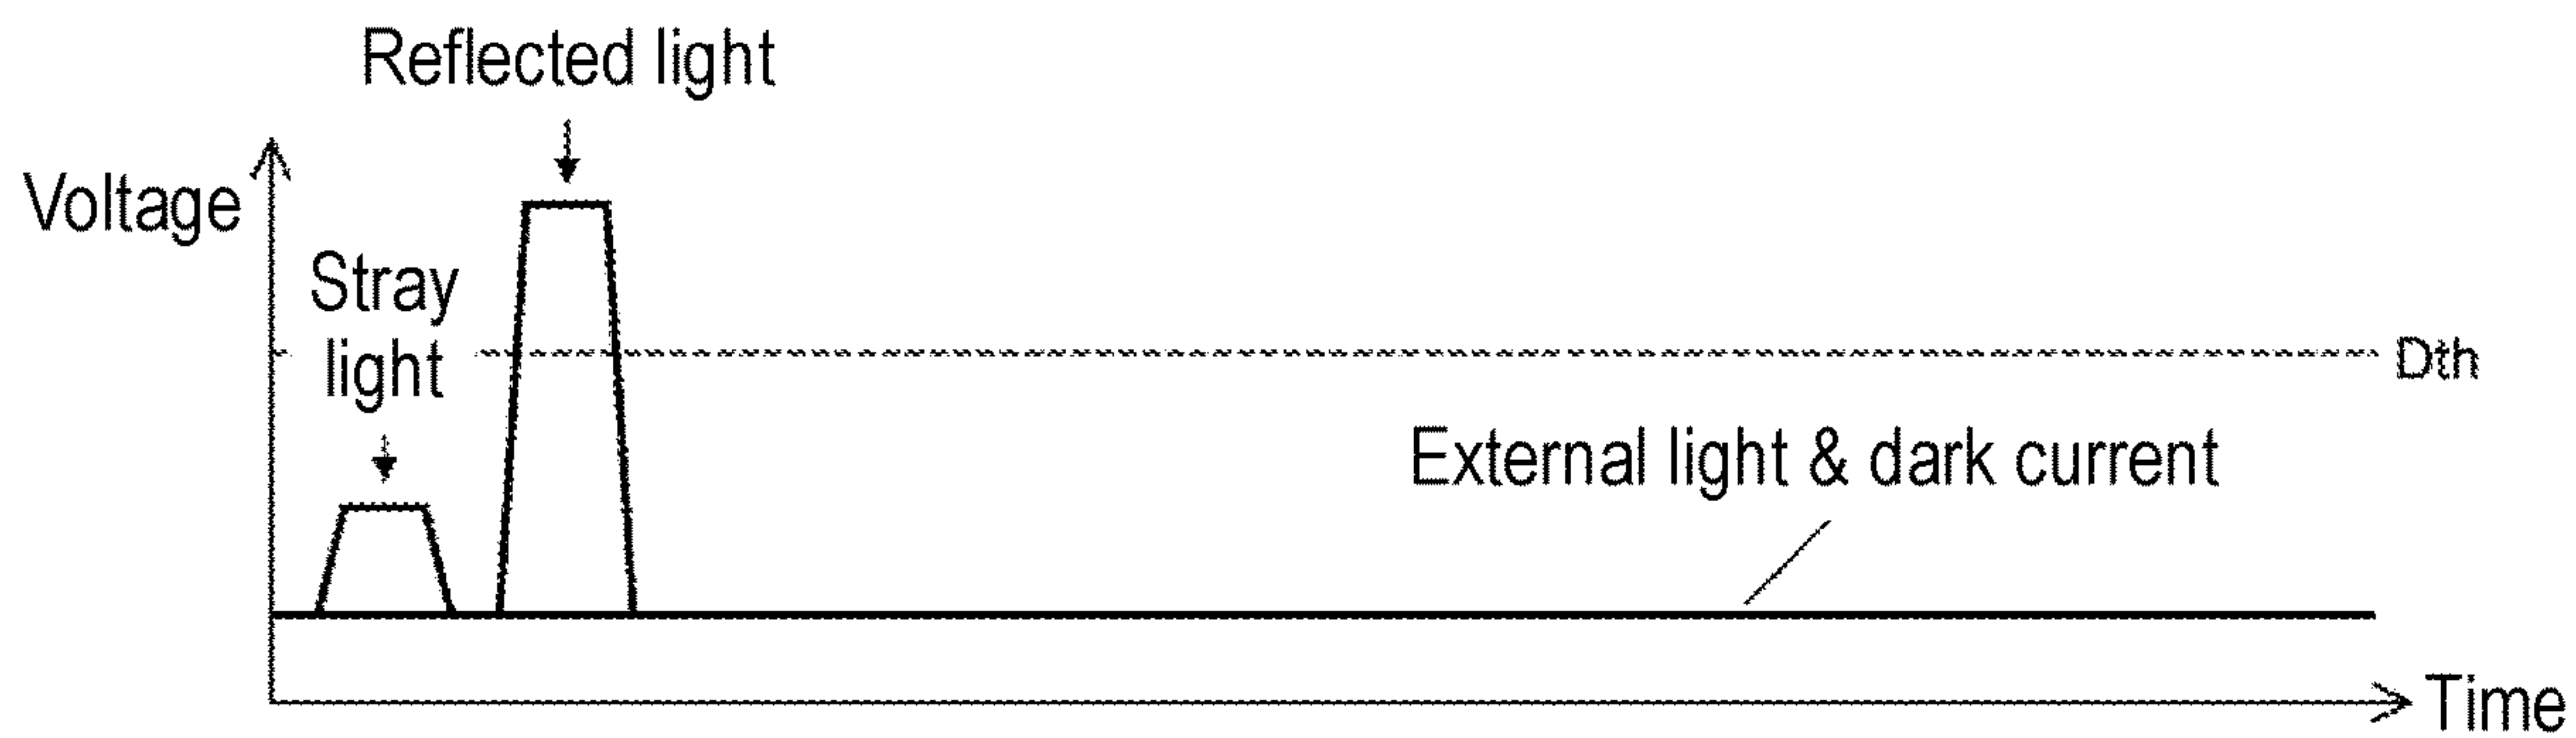 Reflected light
Voltage
Stray
light
Dth
External light & dark current
Time